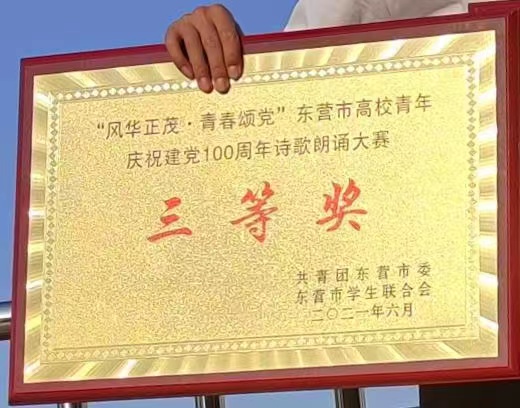 “风华正茂·青春颂党”东营市高校青年
庆祝建党100周年诗歌朗诵大赛
三等奖
共青团东营市委
东营市学生联合会
二〇二一年六月